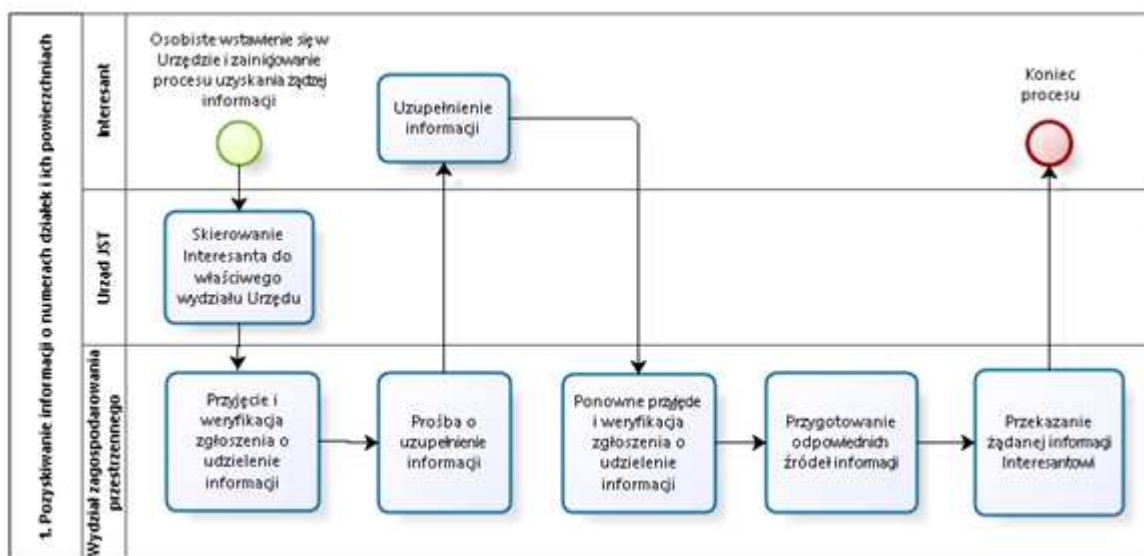 1. Pozyskiwanie informacji o numerach działek i ich powierzchniach
Interesant
Osobiste wstawienie się w
Urzędzie i zainicjowanie
procesu uzyskania żądzej
informacji
Uzupełnienie
informacji
Koniec
procesu
Urząd JST
Skierowanie
Interesanta do
właściwego
wydziału Urzędu
Wydział zagospodarowania
przestrzennego
Przyjęcie i
weryfikacja
zgłoszenia o
udzielenie
informacji
Prośba o
uzupełnienie
informacji
Ponowne przyjęcie
i weryfikacja
zgłoszenia o
udzielenie
informacji
Przygotowanie
odpowiednich
źródeł informacji
Przekazanie
żądanej informacji
Interesantowi